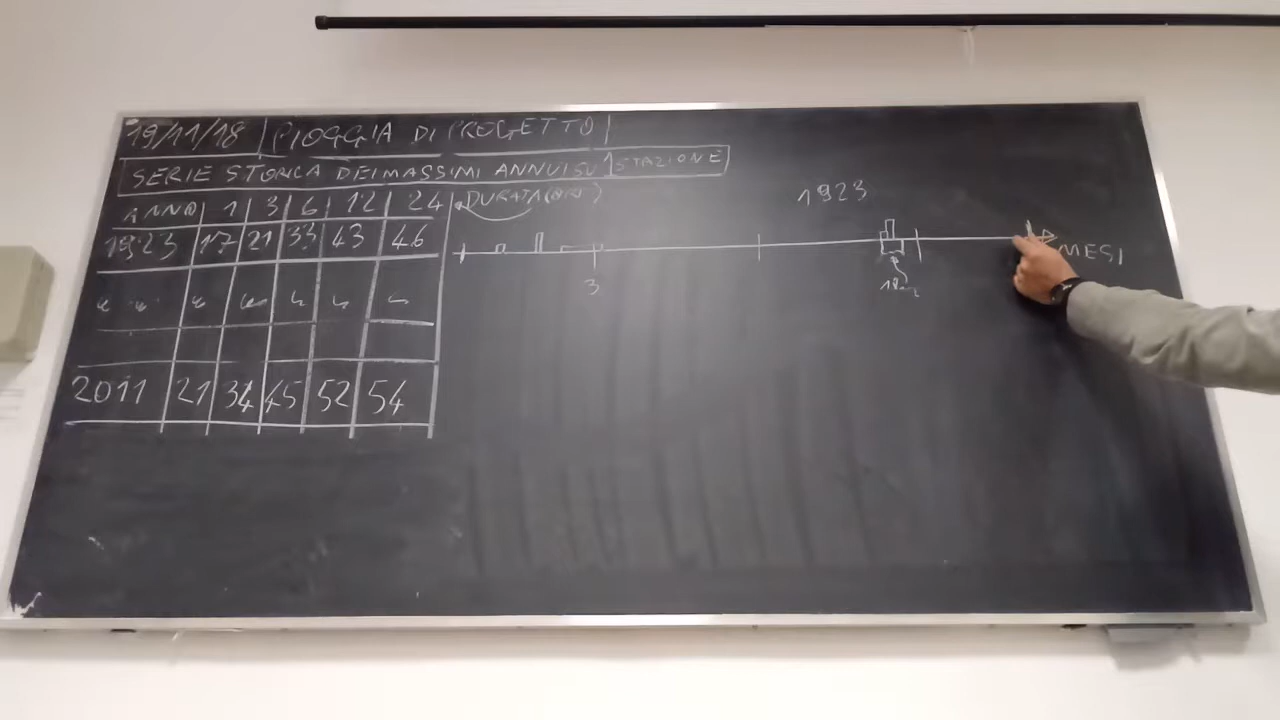 19/11/18 PIOGGIA DI PROGETTO
SERIE STORICA DEI MASSIMI ANNUI SU 1 STAZIONE
ANNO 1 3 6 12 24 DURATA (ORE)
1923 17 21 33 43 46
2011 21 34 45 52 54
1923
3
MESI